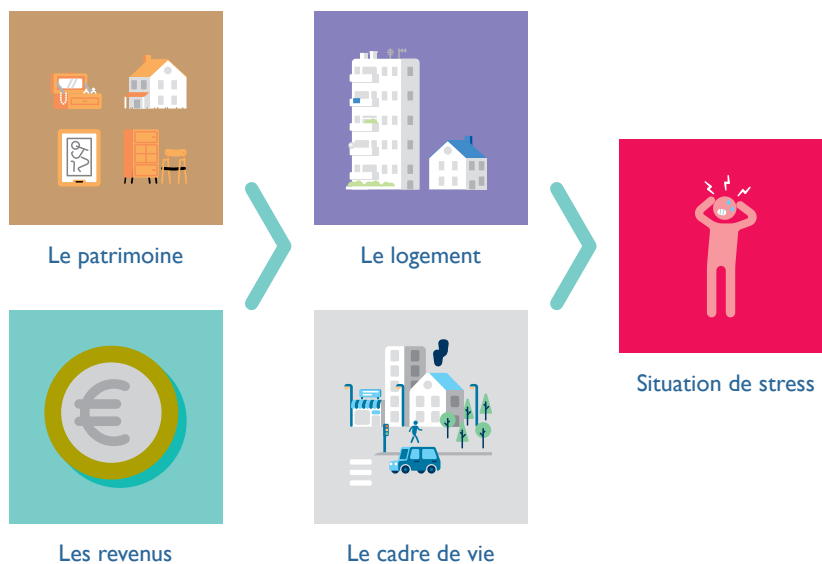 Le patrimoine
Le logement
Situation de stress
€
Les revenus
Le cadre de vie